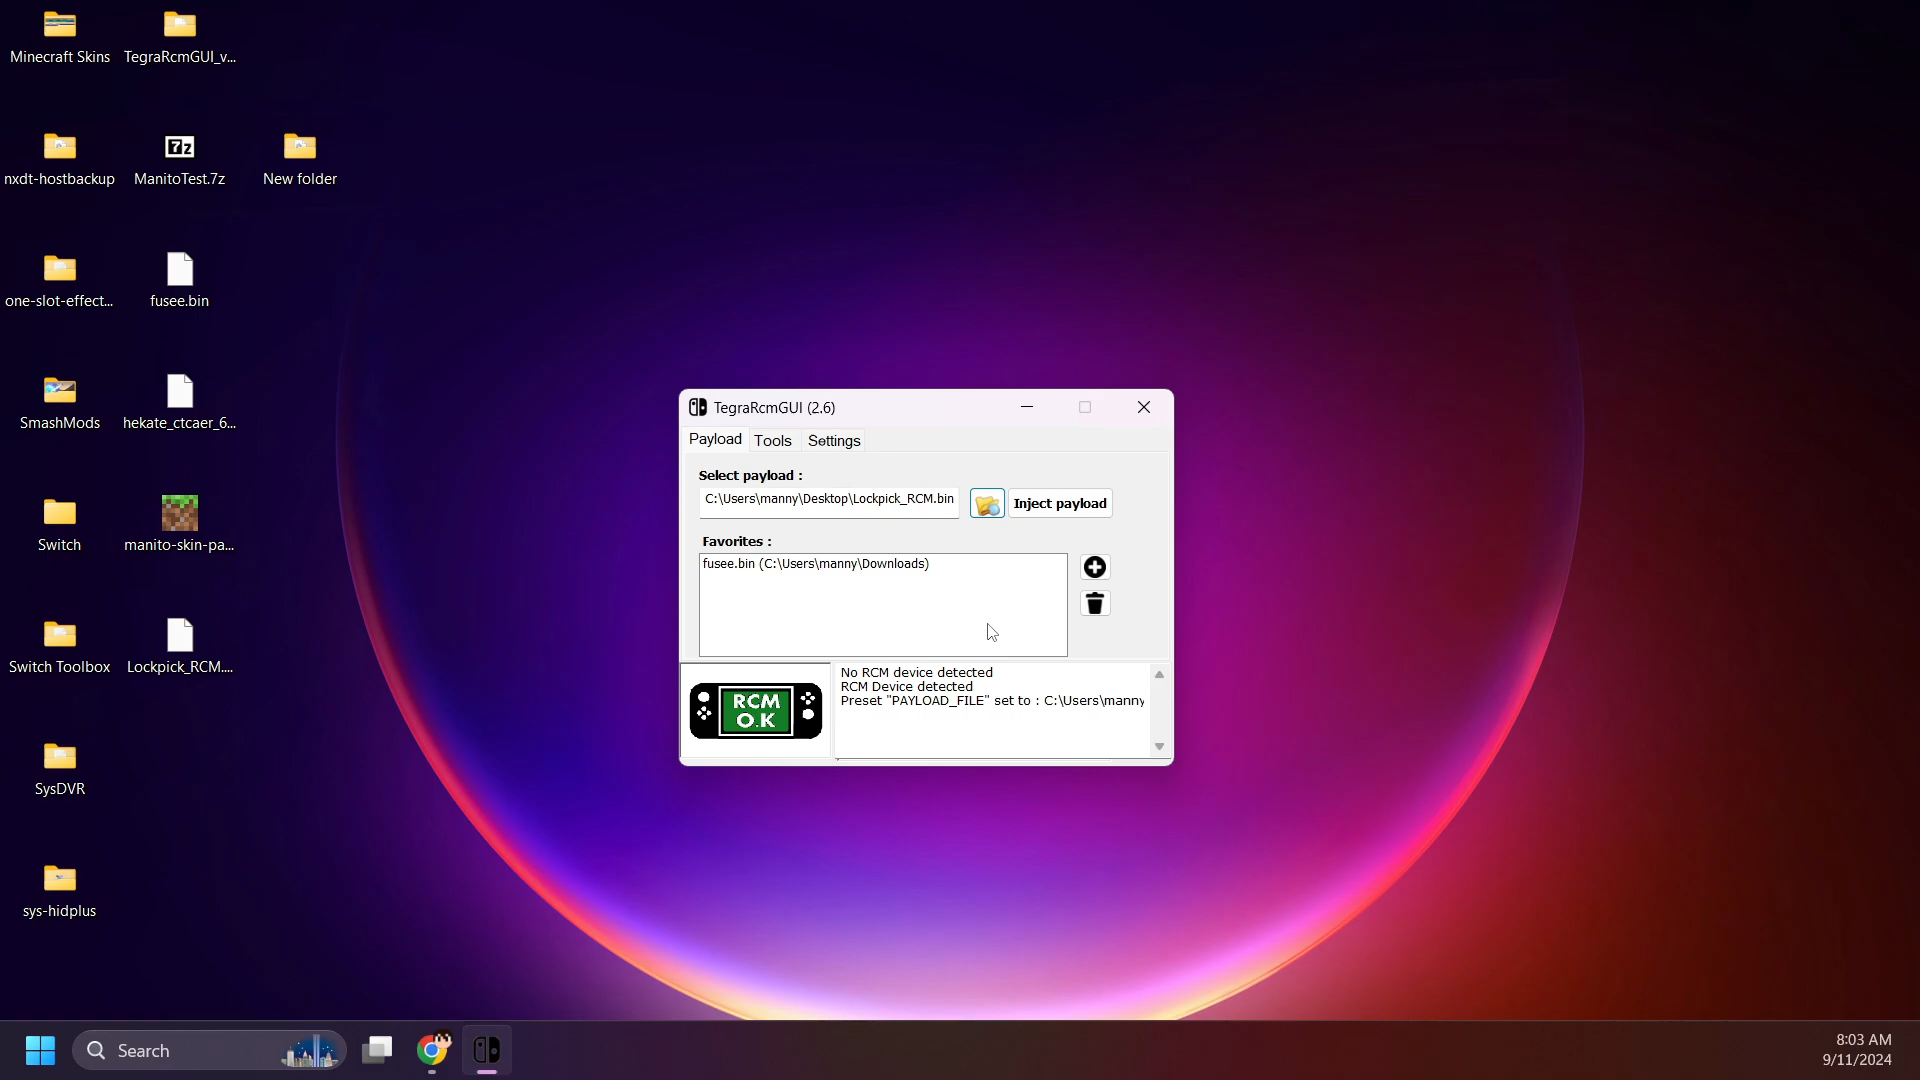 Minecraft Skins
TegraRcmGUI_v...
nxdt-hostbackup
7z
ManitoTest.7z
New folder
one-slot-effect...
fusee.bin
SmashMods
hekate_ctcaer_6...
Switch
manito-skin-pa...
Switch Toolbox
Lockpick_RCM....
SysDVR
sys-hidplus
TegraRcmGUI (2.6)
Payload
Tools
Settings
Select payload :
C:\Users\manny\Desktop\Lockpick_RCM.bin
Inject payload
Favorites :
fusee.bin (C:\Users\manny\Downloads)
RCM
O.K
No RCM device detected
RCM Device detected
Preset "PAYLOAD_FILE" set to : C:\Users\manny
Search
8:03 AM
9/11/2024